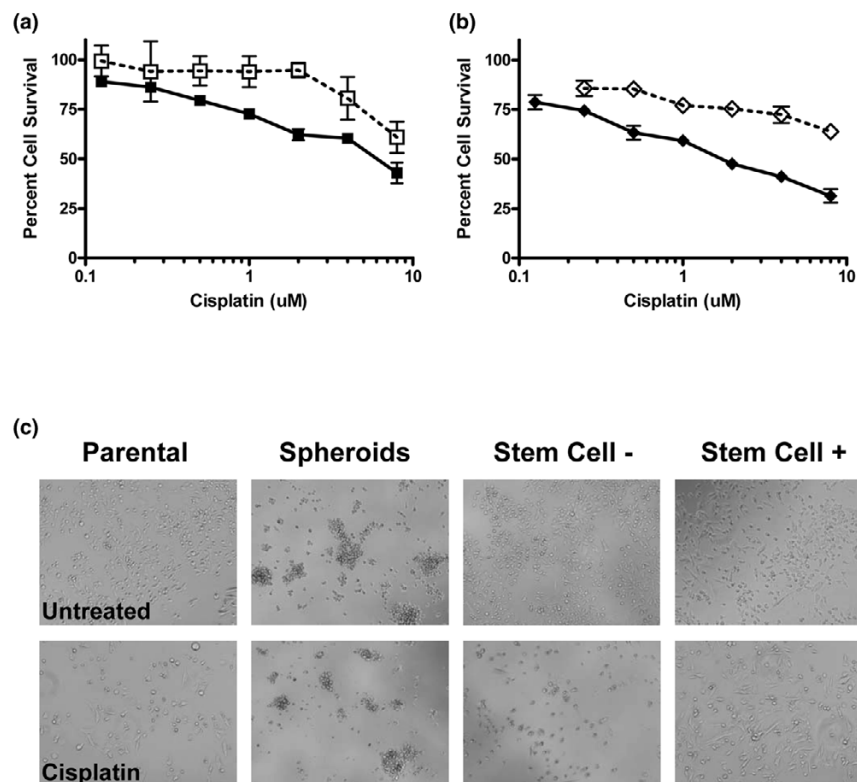 (a)
Percent Cell Survival
100
75
50
25
0
0.1
1
10
Cisplatin (uM)
(b)
Percent Cell Survival
100
75
50
25
0
0.1
1
10
Cisplatin (uM)
(c)
Parental
Spheroids
Stem Cell -
Stem Cell +
Untreated
Cisplatin